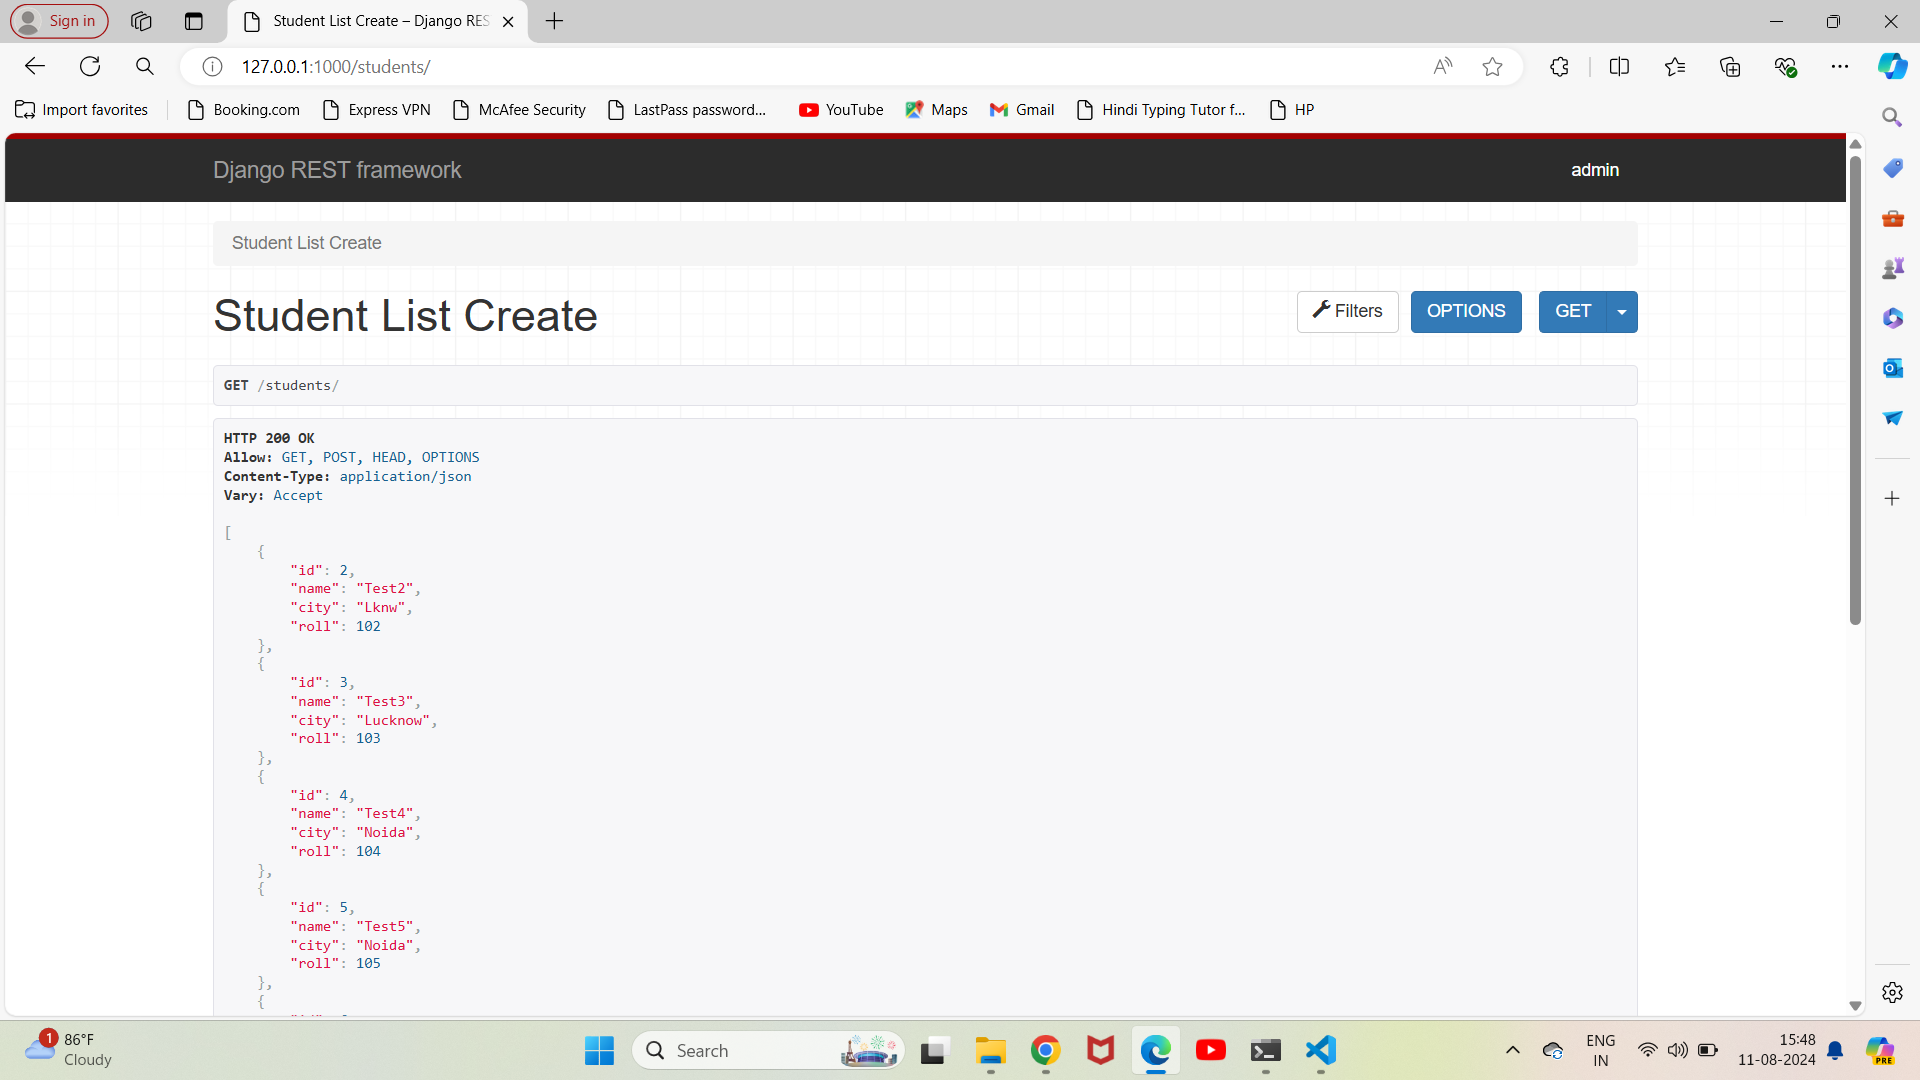 Sign in
Student List Create – Django RES
127.0.0.1:1000/students/
Import favorites
Booking.com
Express VPN
McAfee Security
LastPass password...
YouTube
Maps
Gmail
Hindi Typing Tutor f...
HP
Django REST framework
admin
Student List Create
Student List Create
Filters
OPTIONS
GET
GET /students/
HTTP 200 OK
Allow: GET, POST, HEAD, OPTIONS
Content-Type: application/json
Vary: Accept
[
{
"id": 2,
"name": "Test2",
"city": "Lknw",
"roll": 102
},
{
"id": 3,
"name": "Test3",
"city": "Lucknow",
"roll": 103
},
{
"id": 4,
"name": "Test4",
"city": "Noida",
"roll": 104
},
{
"id": 5,
"name": "Test5",
"city": "Noida",
"roll": 105
},
{
1
86°F
Cloudy
Search
ENG
IN
15:48
11-08-2024
PRE